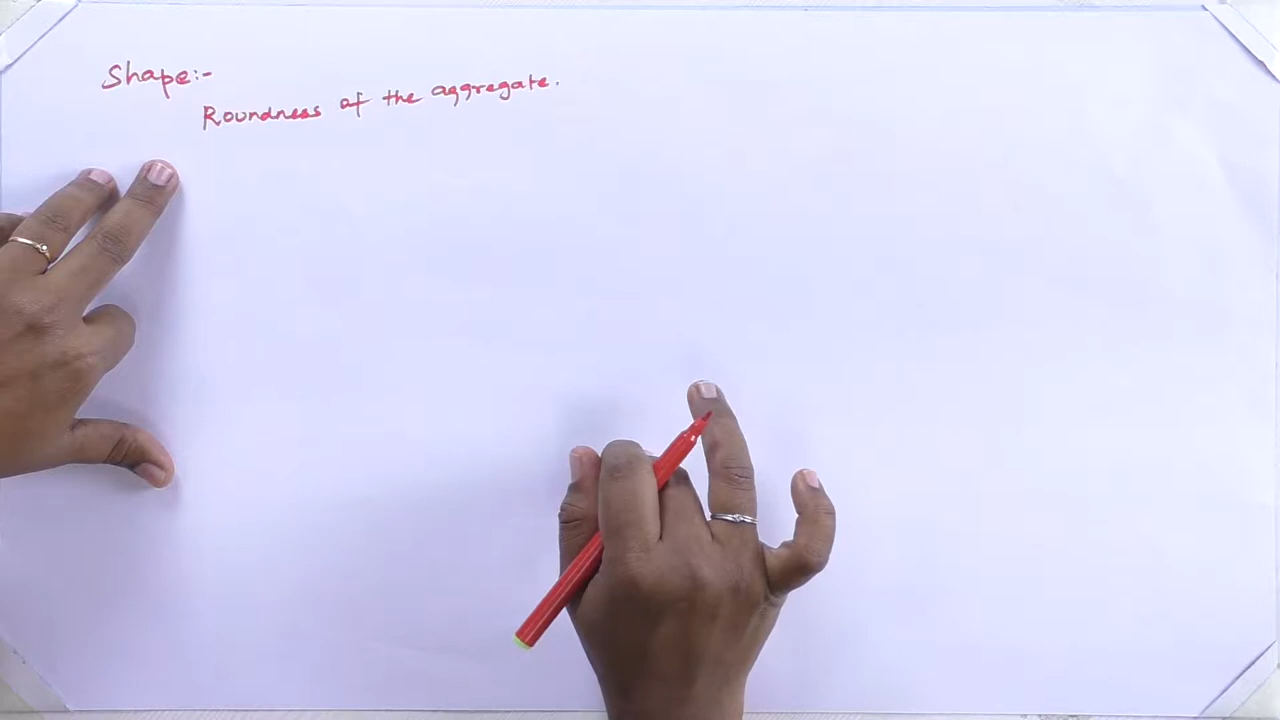 Shape:-
Roundness of the aggregate.